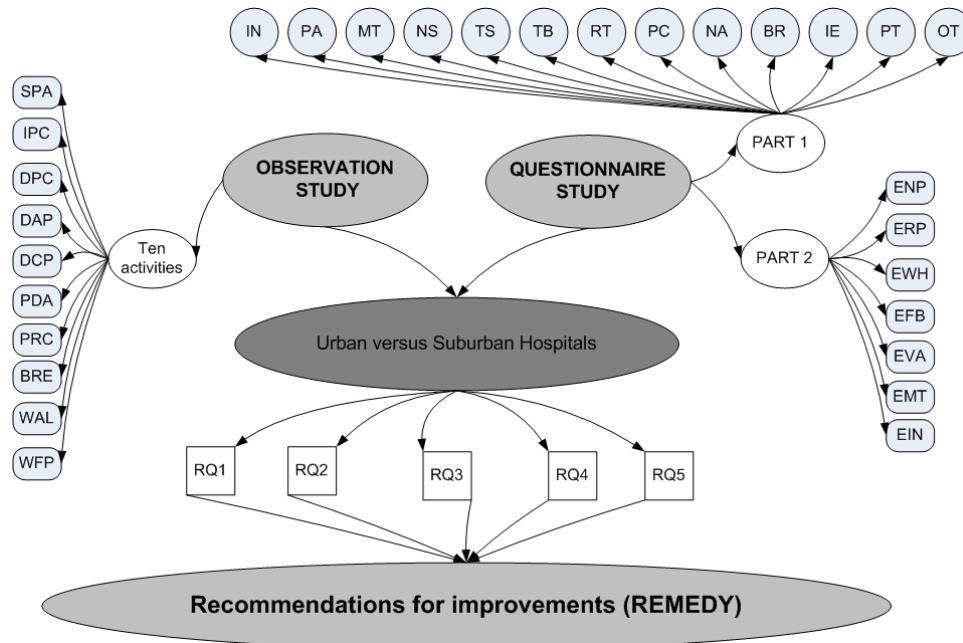 IN PA MT NS TS TB RT PC NA BR IE PT OT
PART 1
OBSERVATION
STUDY
QUESTIONNAIRE
STUDY
SPA
IPC
DPC
DAP
DCP
PDA
PRC
BRE
WAL
WFP
Ten
activities
PART 2
ENP
ERP
EWH
EFB
EVA
EMT
EIN
Urban versus Suburban Hospitals
RQ1 RQ2 RQ3 RQ4 RQ5
Recommendations for improvements (REMEDY)